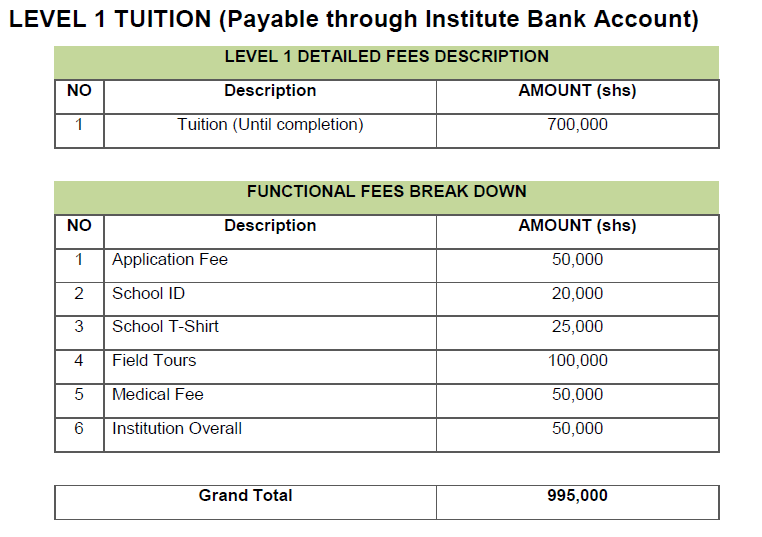 LEVEL 1 TUITION (Payable through Institute Bank Account)
LEVEL 1 DETAILED FEES DESCRIPTION
NO Description AMOUNT (shs)
1 Tuition (Until completion) 700,000
FUNCTIONAL FEES BREAK DOWN
NO Description AMOUNT (shs)
1 Application Fee 50,000
2 School ID 20,000
3 School T-Shirt 25,000
4 Field Tours 100,000
5 Medical Fee 50,000
6 Institution Overall 50,000
Grand Total 995,000